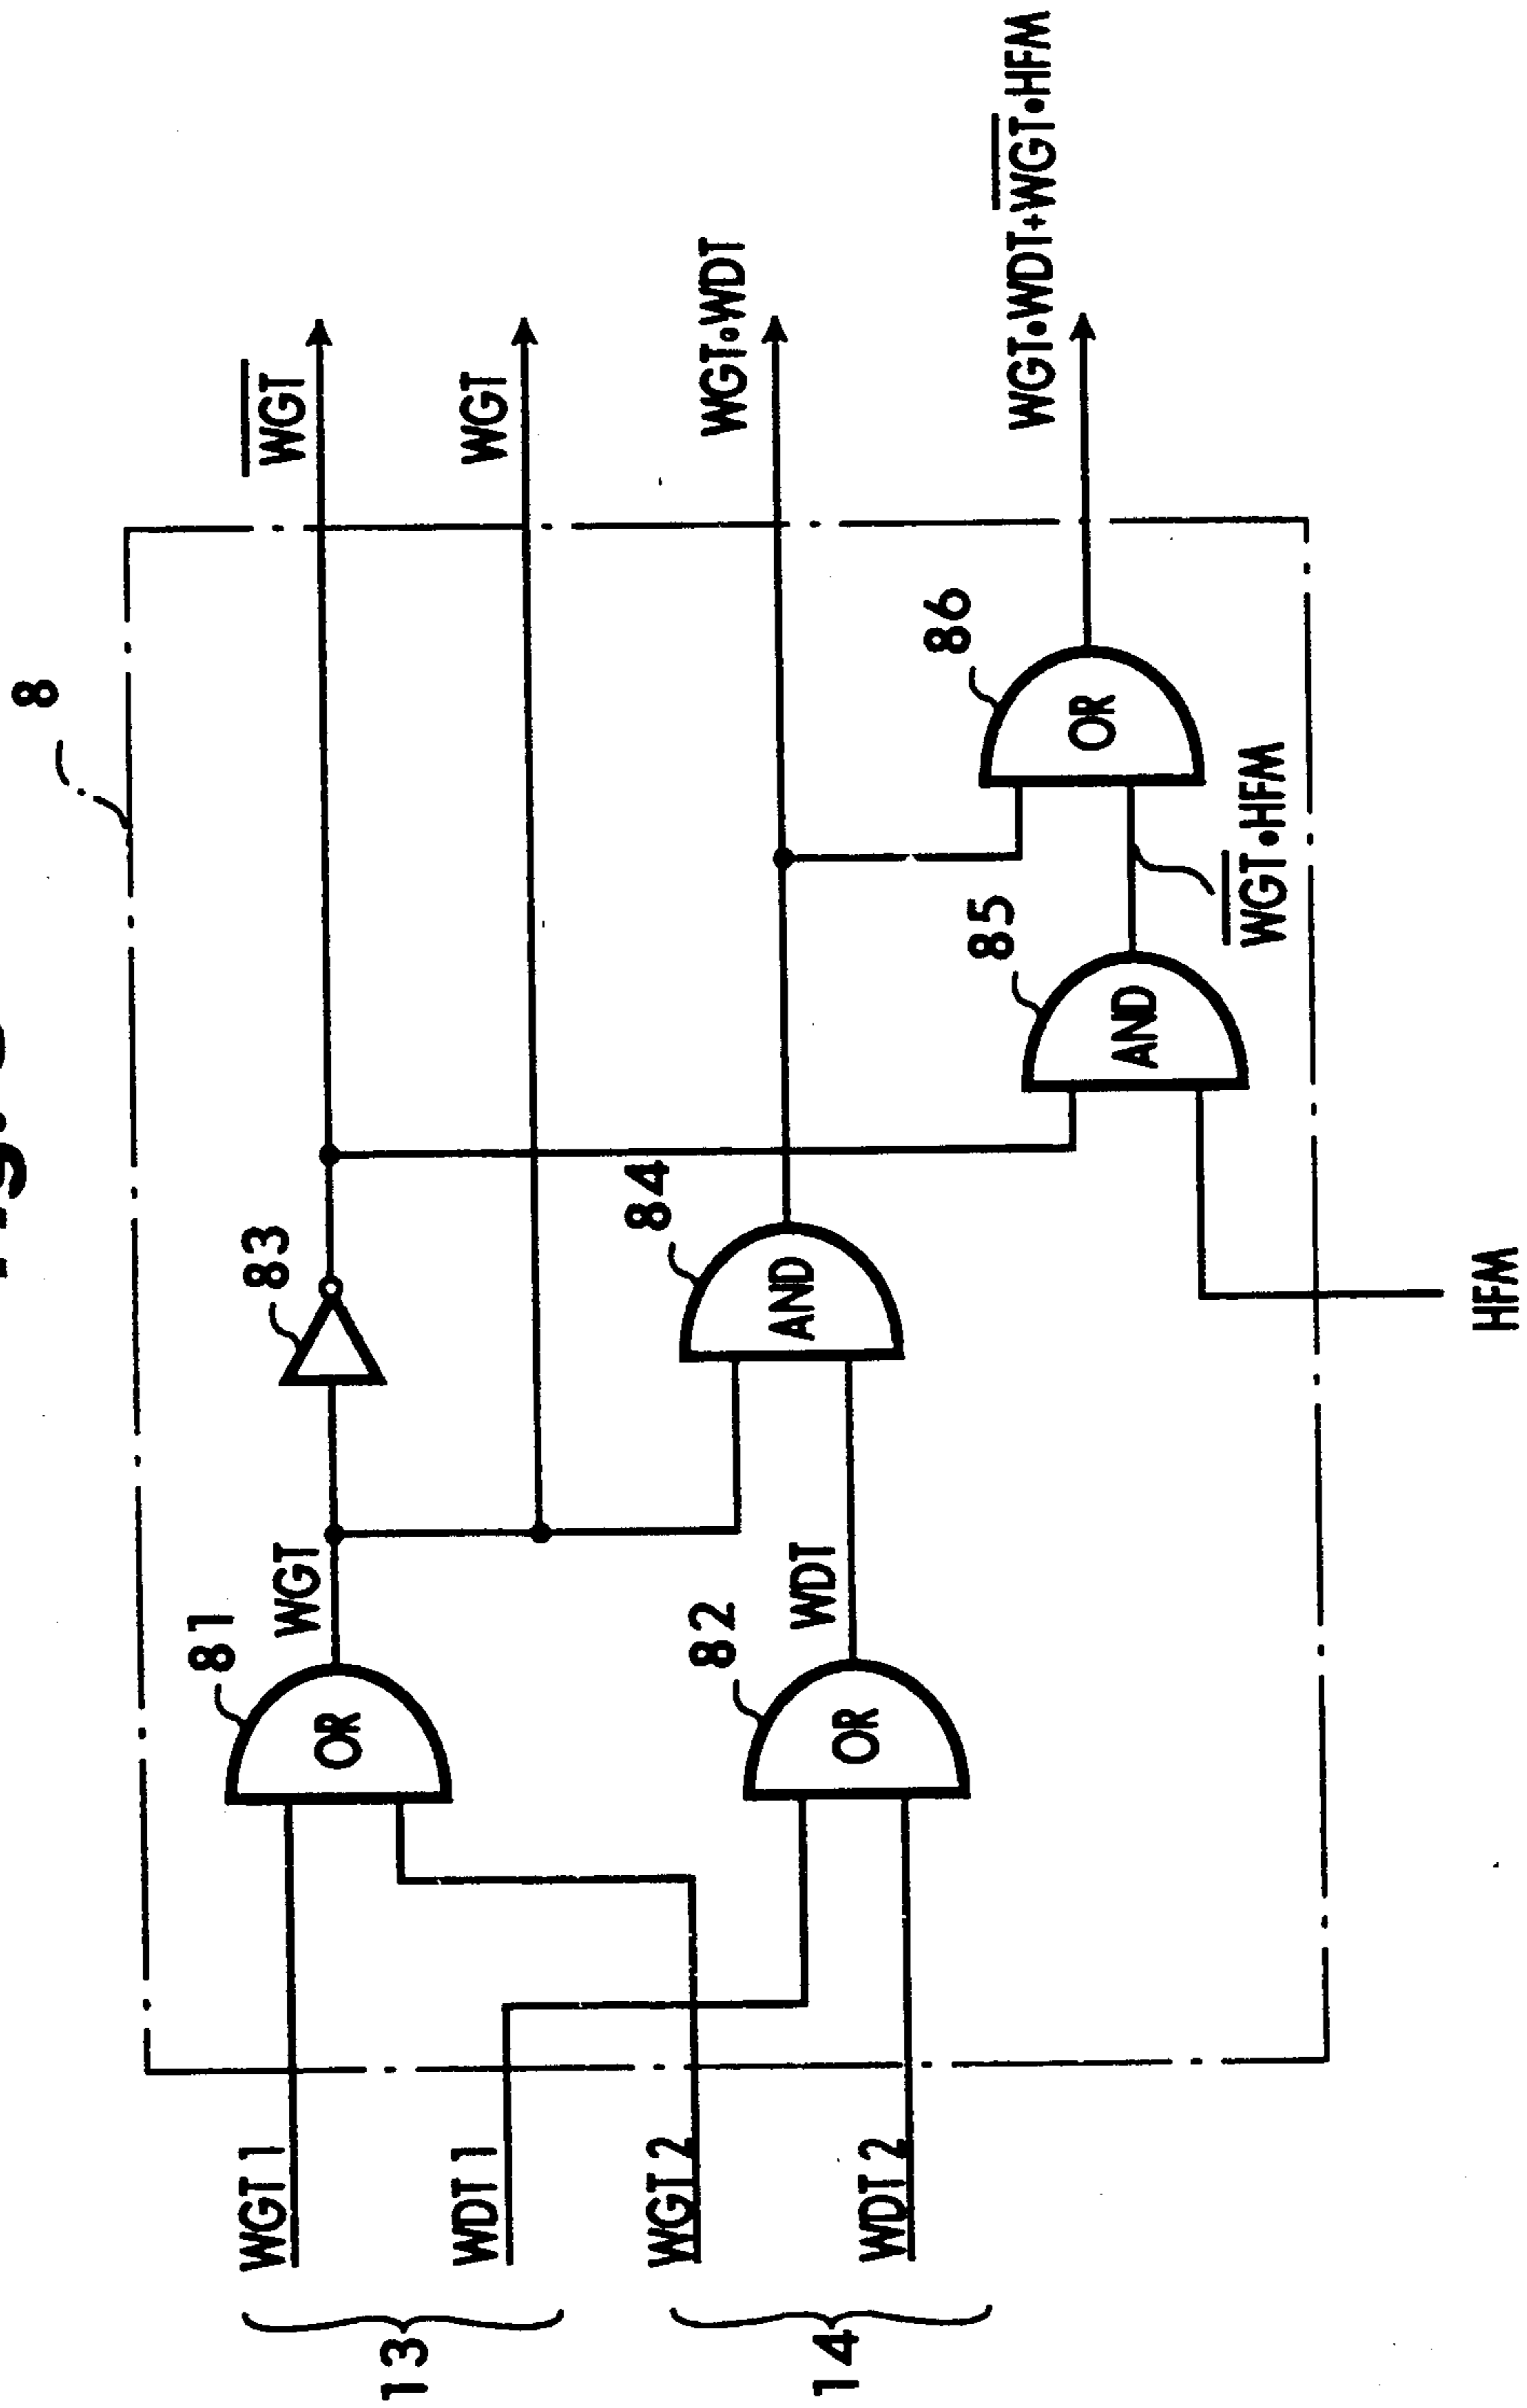 8
13
14
WGT 1
WDT 1
WGT 2
WDT 2
81
OR
WGT
82
OR
WDT
83
84
AND
85
AND
WGT•HFM
86
OR
HFM
WGT
WGT
WGT•WDT
WGT•WDT+WGT•HFM